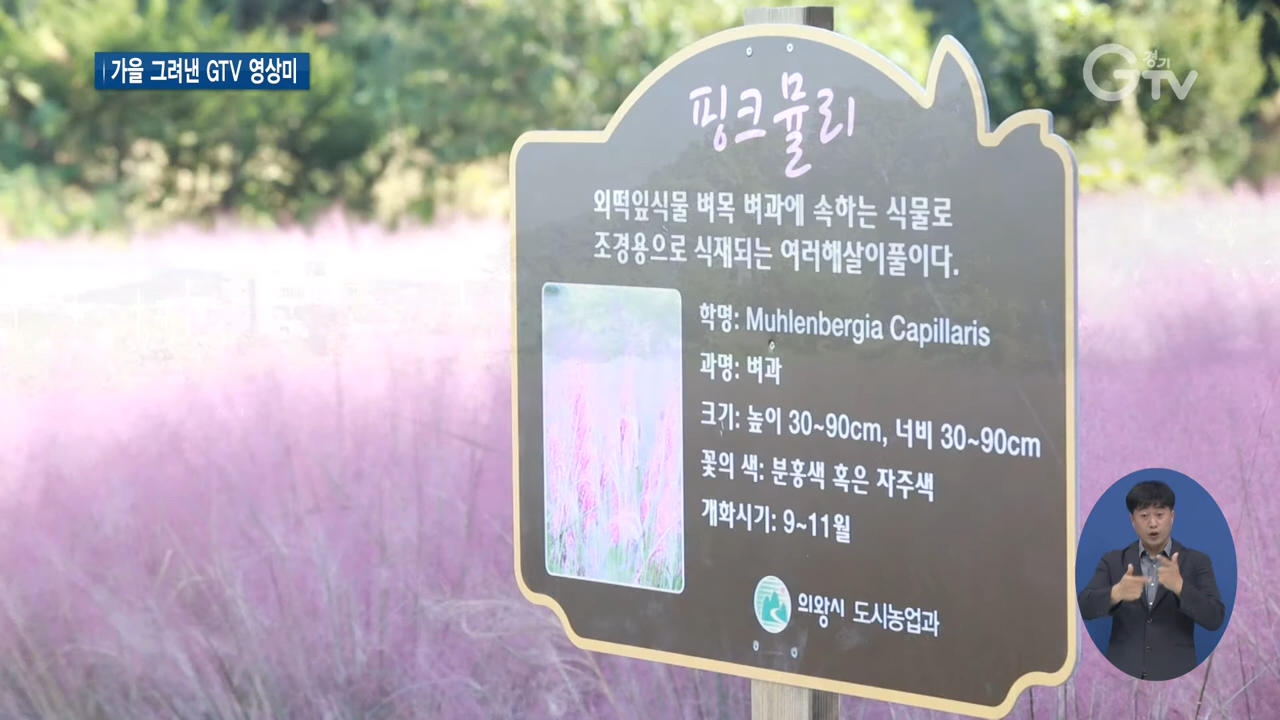 가을 그려낸 GTV 영상미
G경기TV
핑크뮬리
외떡잎식물 벼목 벼과에 속하는 식물로
조경용으로 식재되는 여러해살이풀이다.
학명: Muhlenbergia Capillaris
과명: 벼과
크기: 높이 30~90cm, 너비 30~90cm
꽃의 색: 분홍색 혹은 자주색
개화시기: 9~11월
의왕시 도시농업과